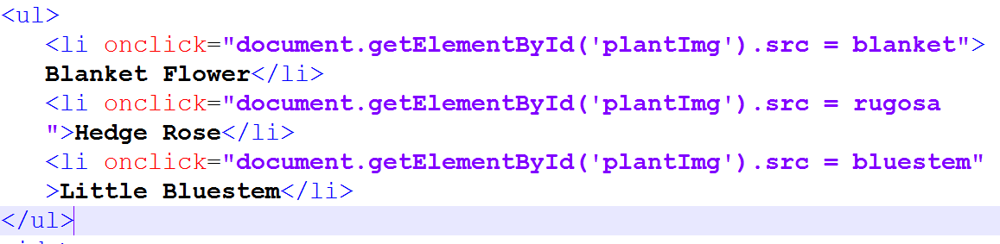 <ul>
<li onclick="document.getElementById('plantImg').src = blanket">
Blanket Flower</li>
<li onclick="document.getElementById('plantImg').src = rugosa
">Hedge Rose</li>
<li onclick="document.getElementById('plantImg').src = bluestem"
>Little Bluestem</li>
</ul>